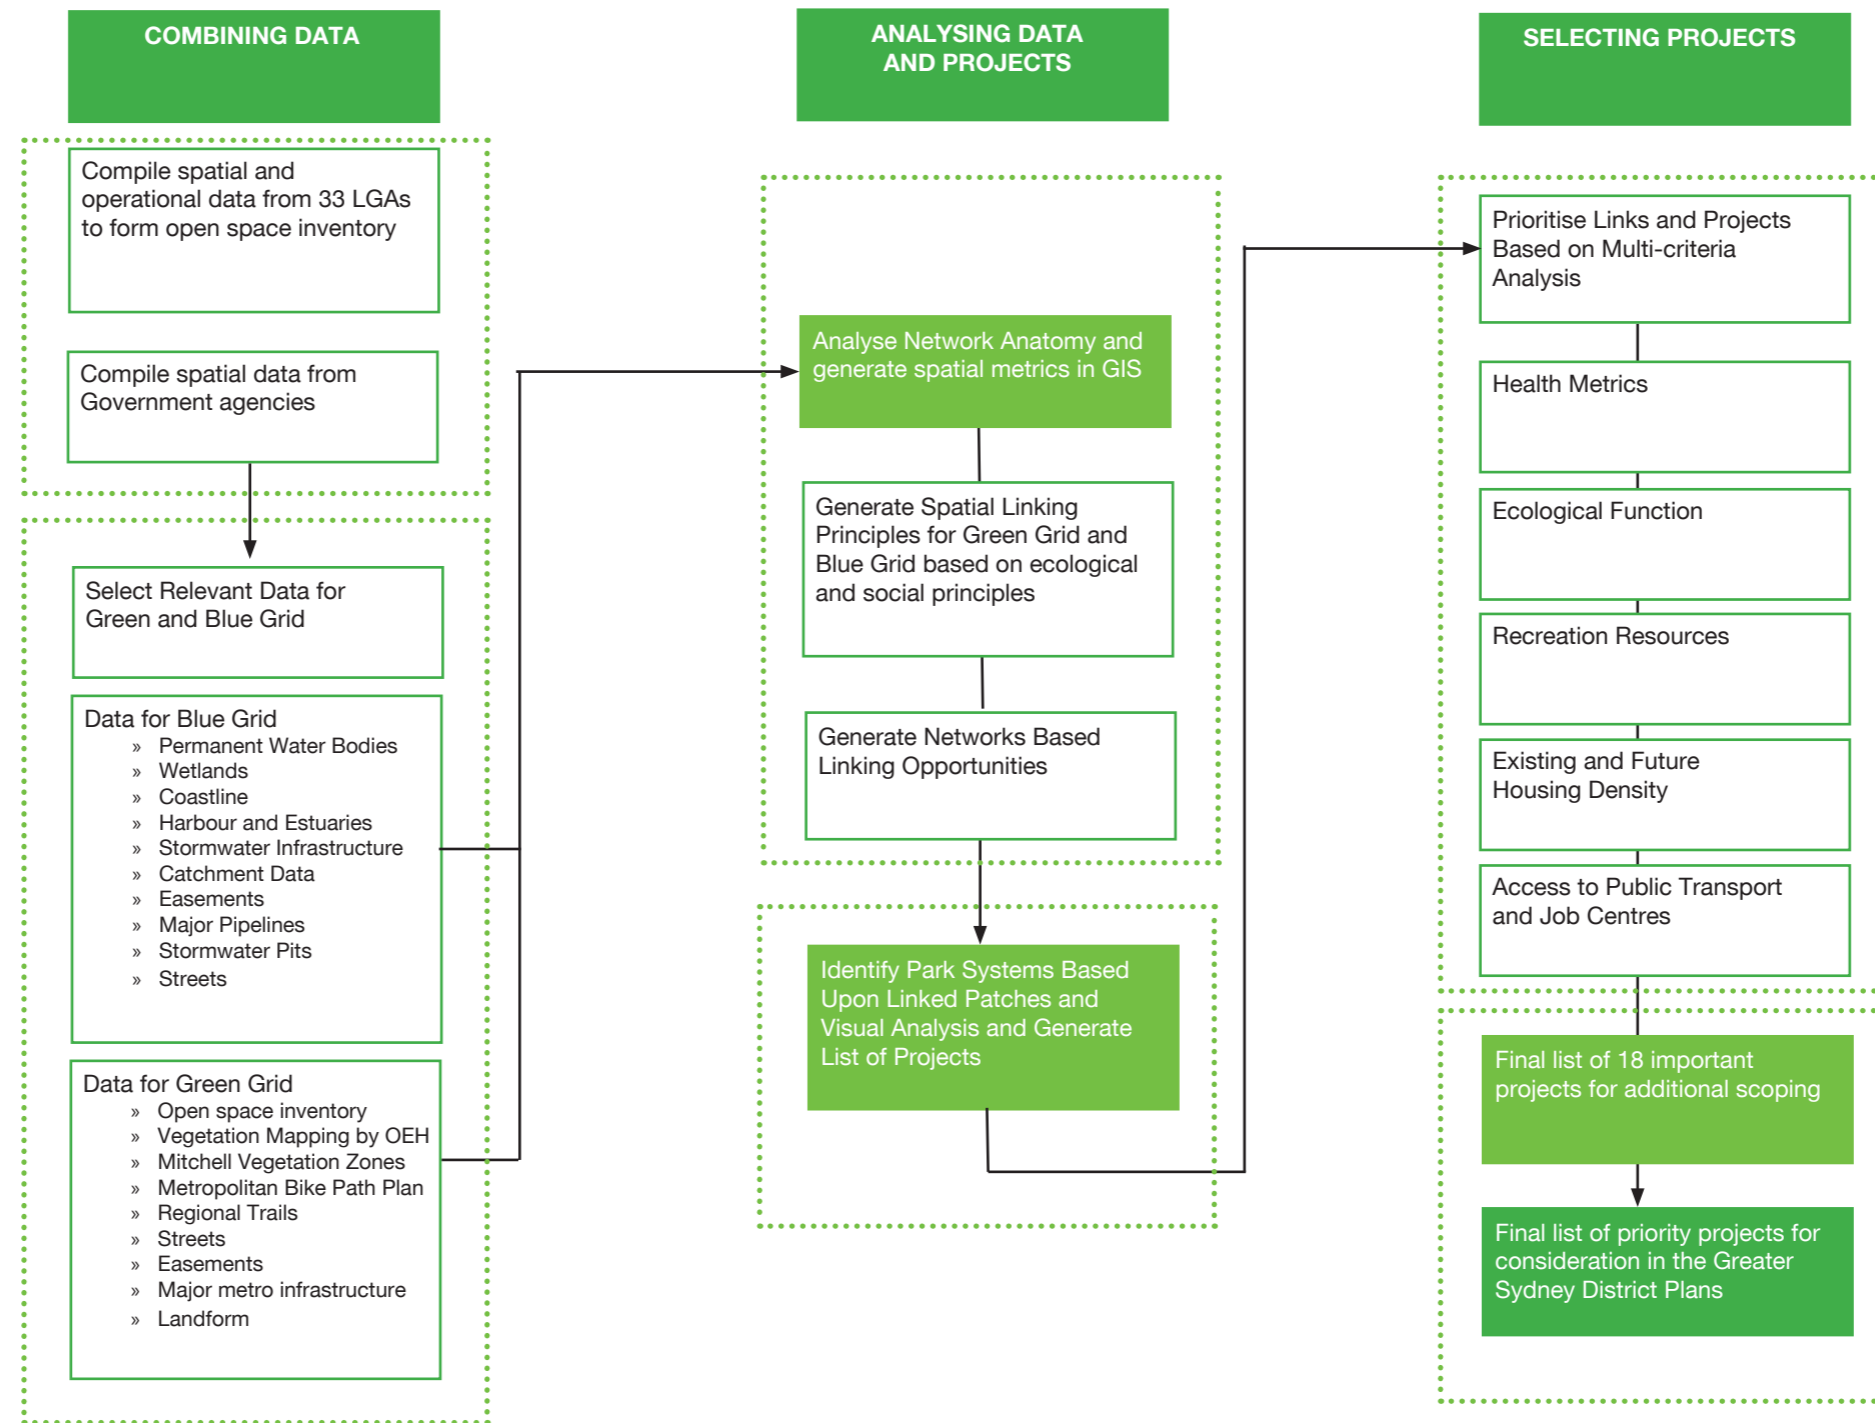 COMBINING DATA
Compile spatial and
operational data from 33 LGAs
to form open space inventory
Compile spatial data from
Government agencies
Select Relevant Data for
Green and Blue Grid
Data for Blue Grid
» Permanent Water Bodies
» Wetlands
» Coastline
» Harbour and Estuaries
» Stormwater Infrastructure
» Catchment Data
» Easements
» Major Pipelines
» Stormwater Pits
» Streets
Data for Green Grid
» Open space inventory
» Vegetation Mapping by OEH
» Mitchell Vegetation Zones
» Metropolitan Bike Path Plan
» Regional Trails
» Streets
» Easements
» Major metro infrastructure
» Landform
ANALYSING DATA
AND PROJECTS
Analyse Network Anatomy and
generate spatial metrics in GIS
Generate Spatial Linking
Principles for Green Grid and
Blue Grid based on ecological
and social principles
Generate Networks Based
Linking Opportunities
Identify Park Systems Based
Upon Linked Patches and
Visual Analysis and Generate
List of Projects
SELECTING PROJECTS
Prioritise Links and Projects
Based on Multi-criteria
Analysis
Health Metrics
Ecological Function
Recreation Resources
Existing and Future
Housing Density
Access to Public Transport
and Job Centres
Final list of 18 important
projects for additional scoping
Final list of priority projects for
consideration in the Greater
Sydney District Plans